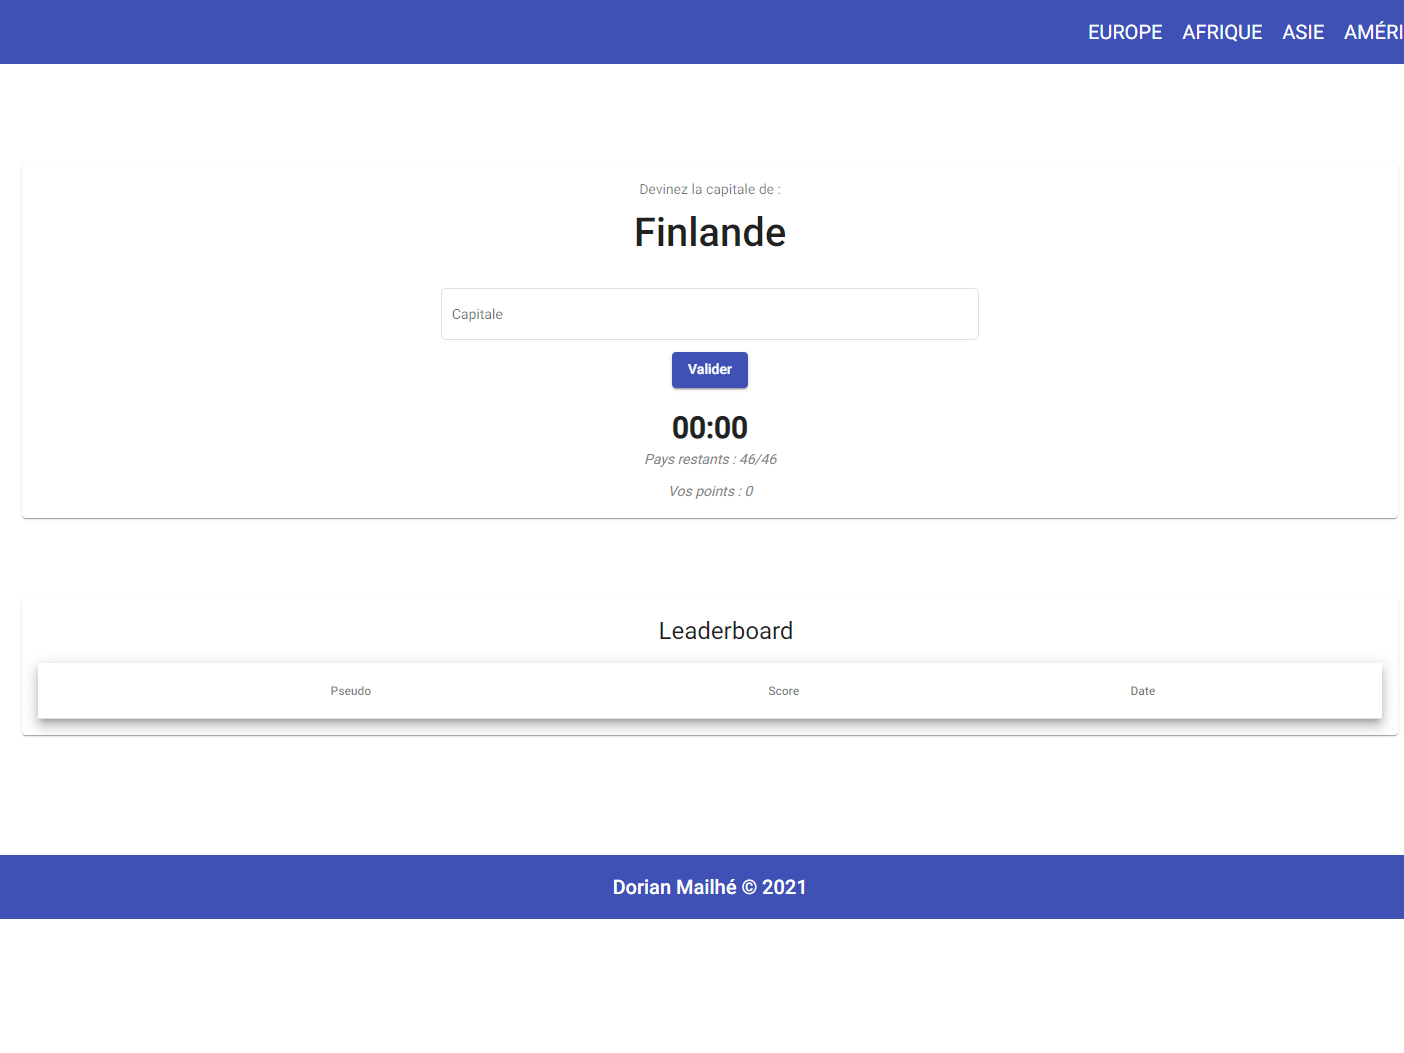 EUROPE AFRIQUE ASIE AMÉRI
Devinez la capitale de :
Finlande
Capitale
Valider
00:00
Pays restants : 46/46
Vos points : 0
Leaderboard
Pseudo Score Date
Dorian Mailhé © 2021